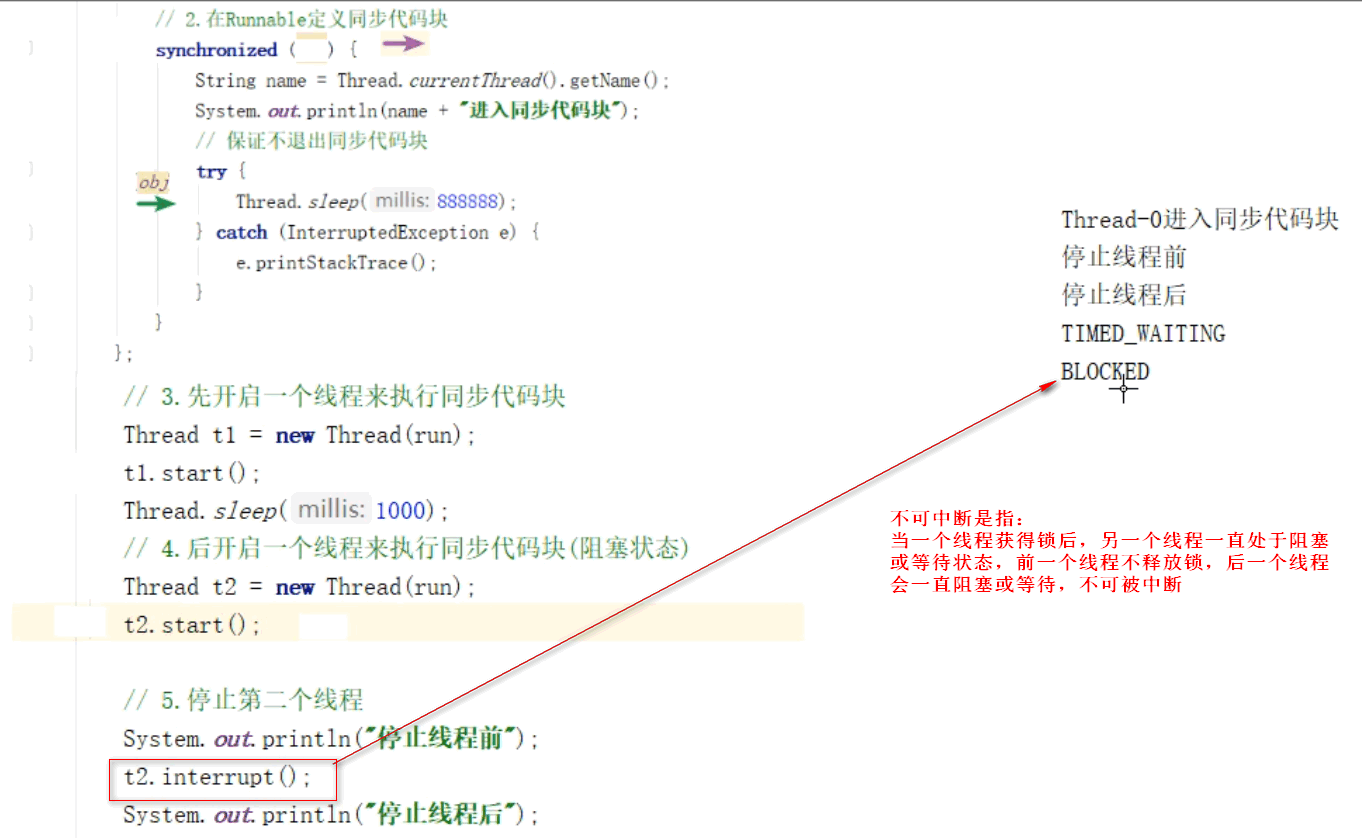 // 2.在Runnable定义同步代码块
synchronized (   ) {
String name = Thread.currentThread().getName();
System.out.println(name + "进入同步代码块");
// 保证不退出同步代码块
try {
obj
Thread.sleep( millis: 888888);
} catch (InterruptedException e) {
e.printStackTrace();
}
}
};
// 3.先开启一个线程来执行同步代码块
Thread t1 = new Thread(run);
t1.start();
Thread.sleep( millis: 1000);
// 4.后开启一个线程来执行同步代码块(阻塞状态)
Thread t2 = new Thread(run);
t2.start();
// 5.停止第二个线程
System.out.println("停止线程前");
t2.interrupt();
System.out.println("停止线程后");
Thread-0进入同步代码块
停止线程前
停止线程后
TIMED_WAITING
BLOCKED
不可中断是指：
当一个线程获得锁后，另一个线程一直处于阻塞
或等待状态，前一个线程不释放锁，后一个线程
会一直阻塞或等待，不可被中断